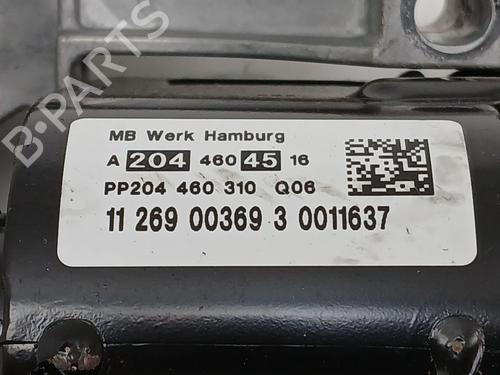 MB Werk Hamburg
A 204 460 45 16
PP204 460 310 Q06
11 269 00369 3 0011637
B-PARTS